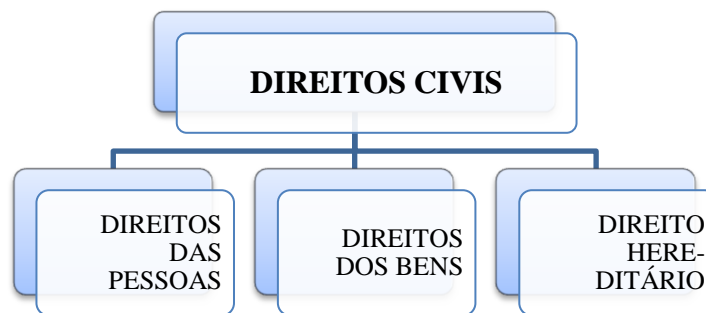 DIREITOS CIVIS
DIREITOS
DAS
PESSOAS
DIREITOS
DOS BENS
DIREITO
HERE-
DITÁRIO